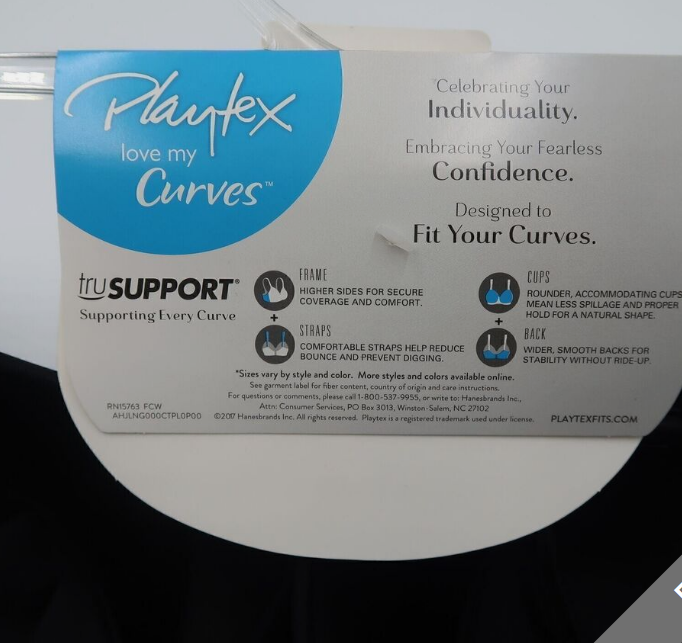 Playtex
love my
Curves™
Celebrating Your
Individuality.
Embracing Your Fearless
Confidence.
Designed to
Fit Your Curves.
truSUPPORT®
Supporting Every Curve
FRAME
HIGHER SIDES FOR SECURE
COVERAGE AND COMFORT.
+
STRAPS
COMFORTABLE STRAPS HELP REDUCE
BOUNCE AND PREVENT DIGGING.
CUPS
ROUNDER, ACCOMMODATING CUPS
MEAN LESS SPILLAGE AND PROPER
HOLD FOR A NATURAL SHAPE.
+
BACK
WIDER, SMOOTH BACKS FOR
STABILITY WITHOUT RIDE-UP.
*Sizes vary by style and color. More styles and colors available online.
See garment label for fiber content, country of origin and care instructions.
For questions or comments, please call 1-800-537-9955, or write to: Hanesbrands Inc.,
Attn: Consumer Services, PO Box 3013, Winston-Salem, NC 27102
©2017 Hanesbrands Inc. All rights reserved. Playtex is a registered trademark used under license.
RN15763 FCW
AHJLNG000CTPL0P00
PLAYTEXFITS.COM